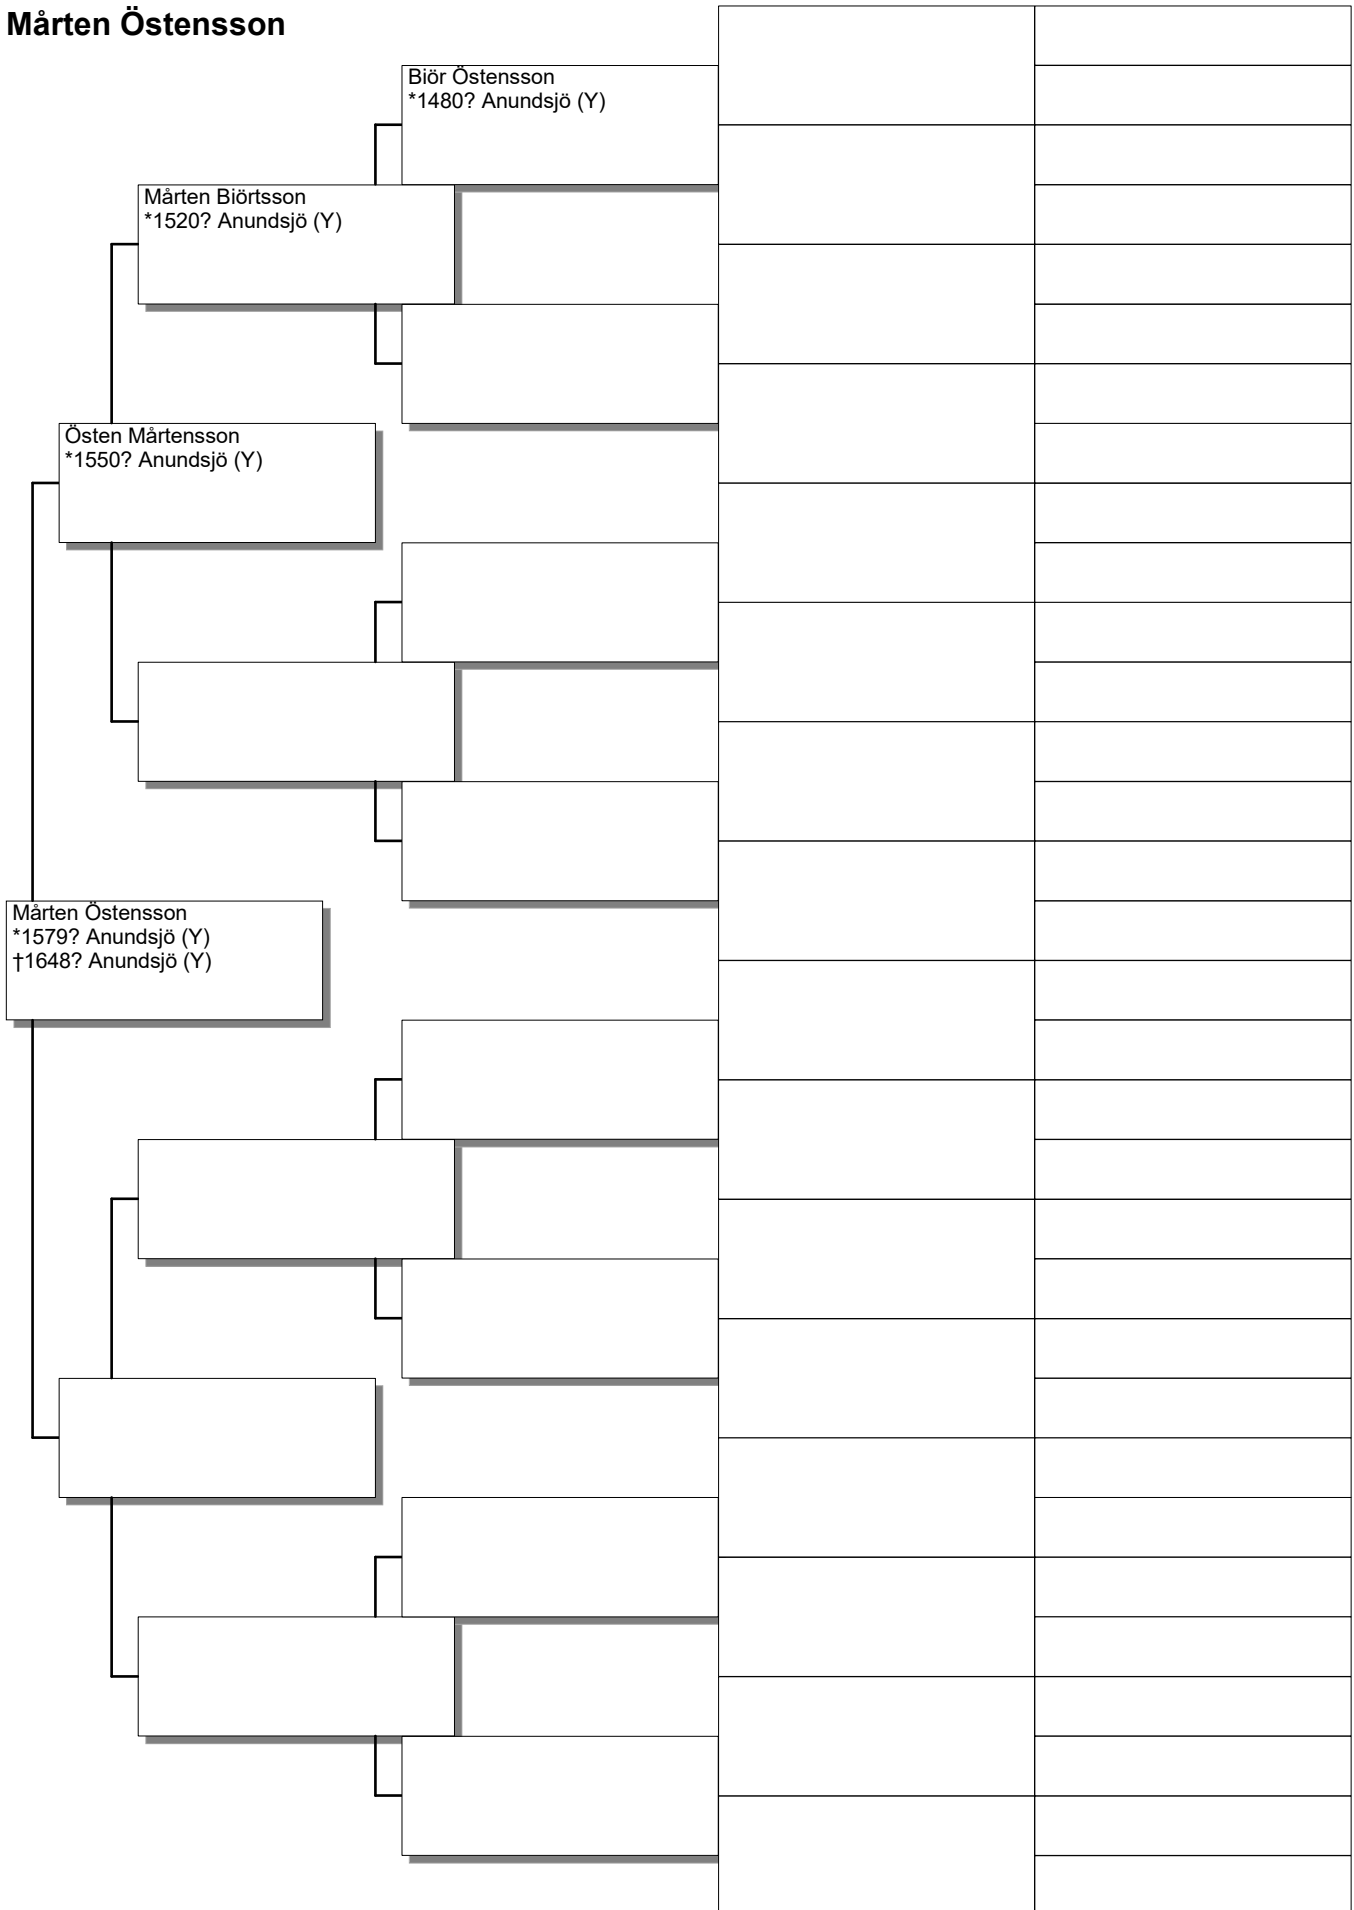 Mårten Östensson
Biör Östensson
*1480? Anundsjö (Y)
Mårten Biörtsson
*1520? Anundsjö (Y)
Östen Mårtensson
*1550? Anundsjö (Y)
Mårten Östensson
*1579? Anundsjö (Y)
†1648? Anundsjö (Y)